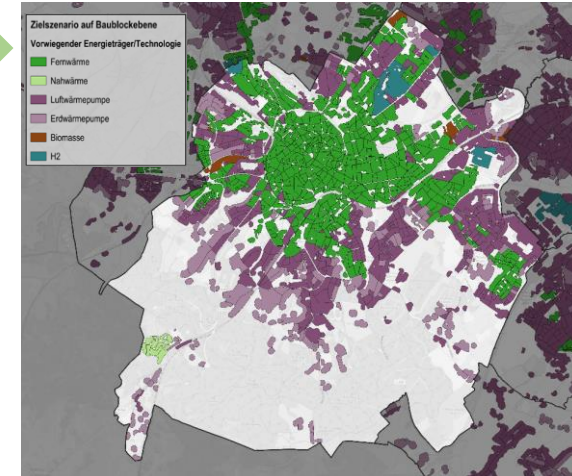 Zielszenario auf Baublockebene
Vorwiegender Energieträger/Technologie
Fernwärme
Nahwärme
Luftwärmepumpe
Erdwärmepumpe
Biomasse
H2